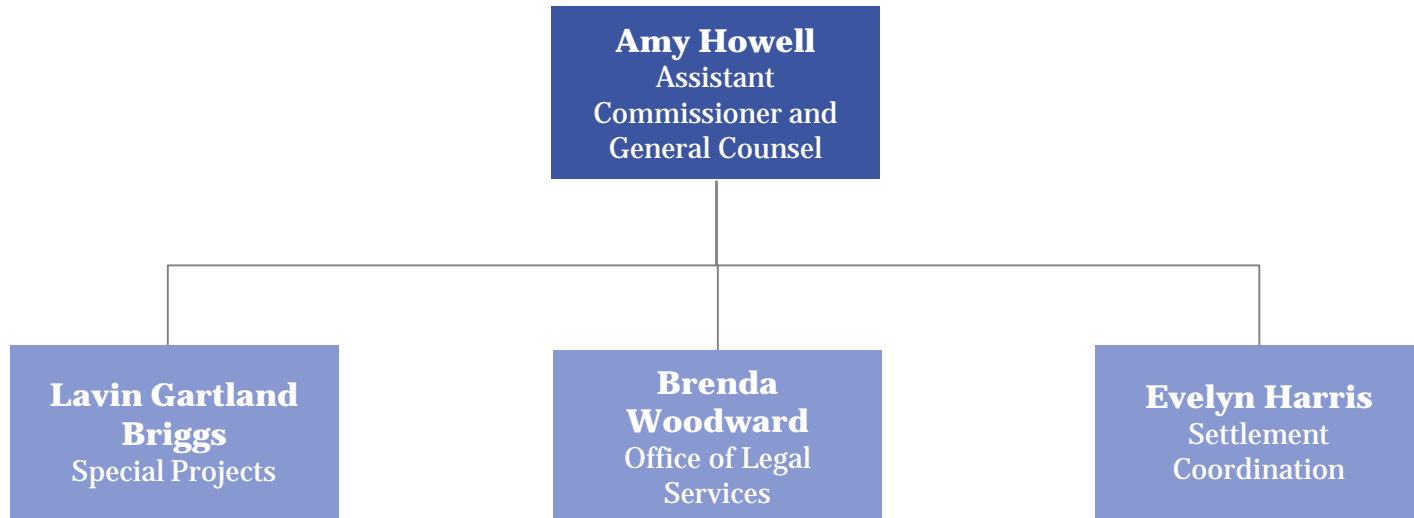 Amy Howell
Assistant
Commissioner and
General Counsel
Lavin Gartland
Briggs
Special Projects
Brenda
Woodward
Office of Legal
Services
Evelyn Harris
Settlement
Coordination